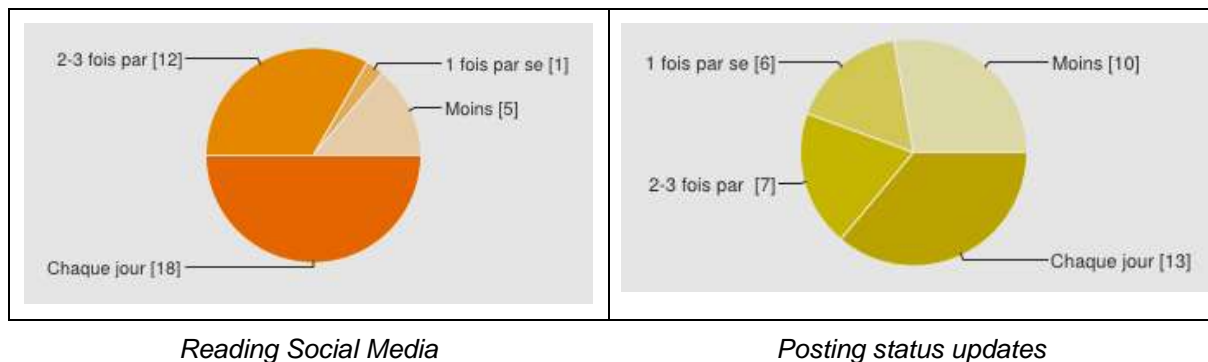 2-3 fois par [12]
1 fois par se [1]
Moins [5]
Chaque jour [18]
1 fois par se [6]
Moins [10]
2-3 fois par [7]
Chaque jour [13]
Reading Social Media
Posting status updates